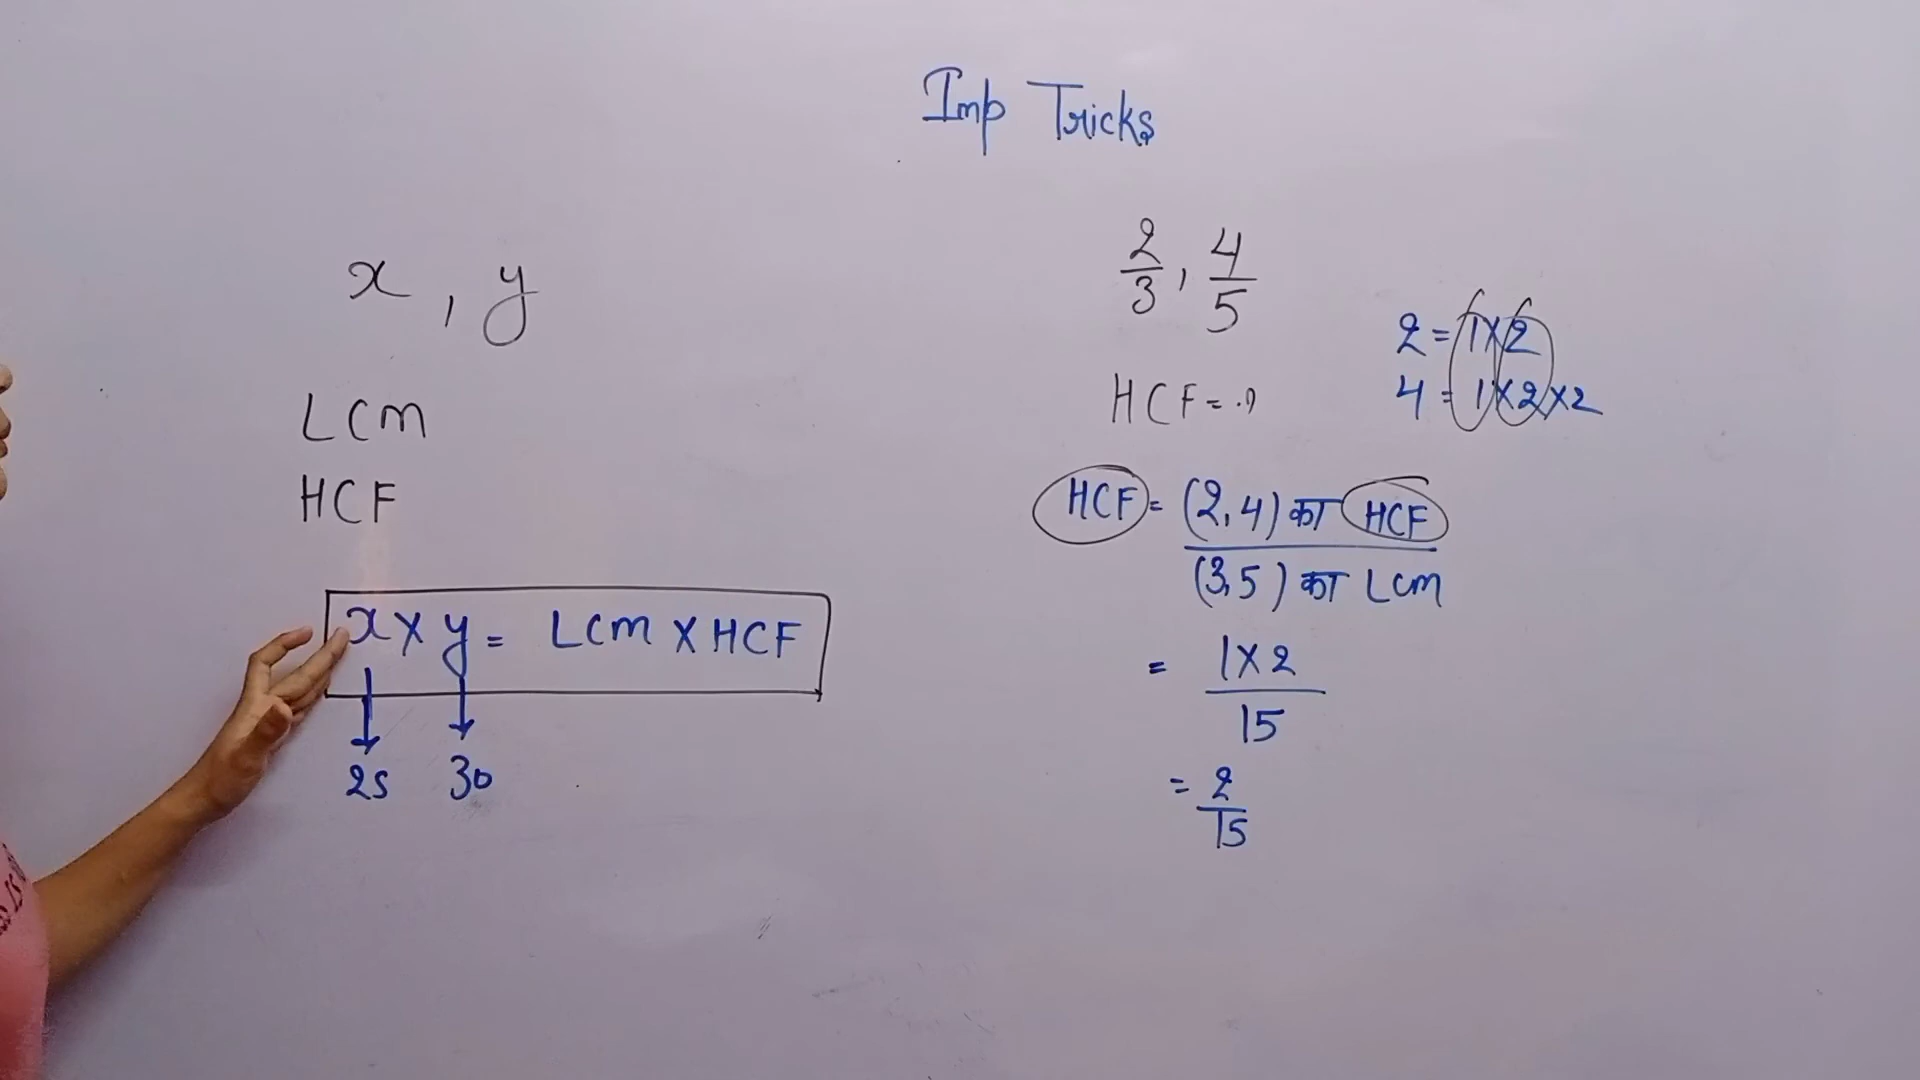 Imp Tricks
x , y
LCM
HCF
x × y = LCM × HCF
25 30
2/3 , 4/5
HCF = ?
2 = 1×2
4 = 1×2×2
HCF = (2,4) का HCF
(3,5) का LCM
= 1×2
15
= 2
15